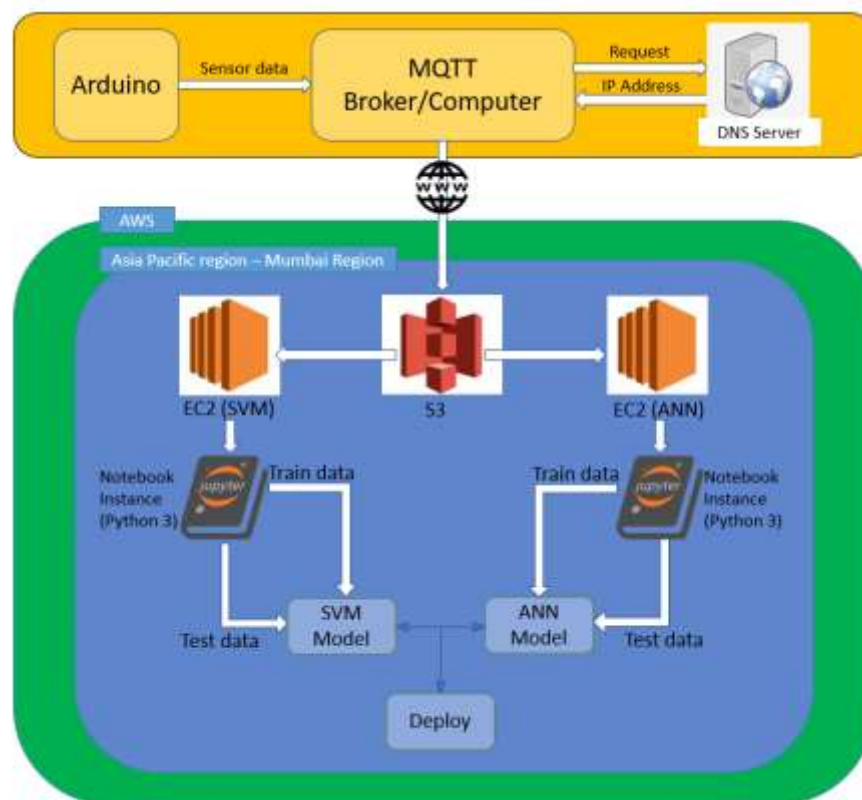 Arduino
Sensor data
MQTT
Broker/Computer
Request
IP Address
DNS Server
www
AWS
Asia Pacific region – Mumbai Region
EC2 (SVM)
S3
EC2 (ANN)
Notebook
Instance
(Python 3)
jupyter
Train data
Train data
jupyter
Notebook
Instance
(Python 3)
Test data
SVM
Model
ANN
Model
Test data
Deploy